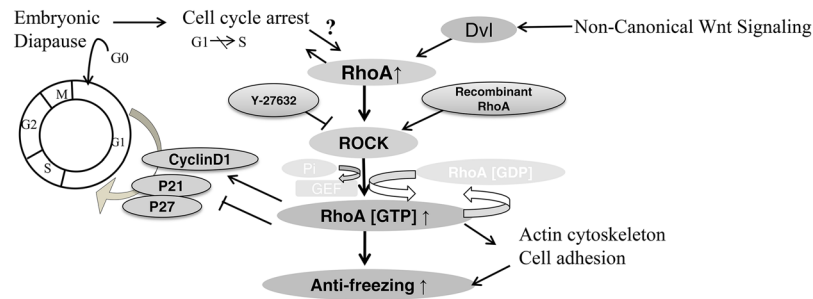 Embryonic
Diapause
Cell cycle arrest
G1 S
?
Dvl
Non-Canonical Wnt Signaling
G0
RhoA↑
Y-27632
Recombinant
RhoA
M
G2
G1
S
ROCK
CyclinD1
P21
P27
Pi
GEF
RhoA [GDP]
RhoA [GTP] ↑
Actin cytoskeleton
Cell adhesion
Anti-freezing ↑